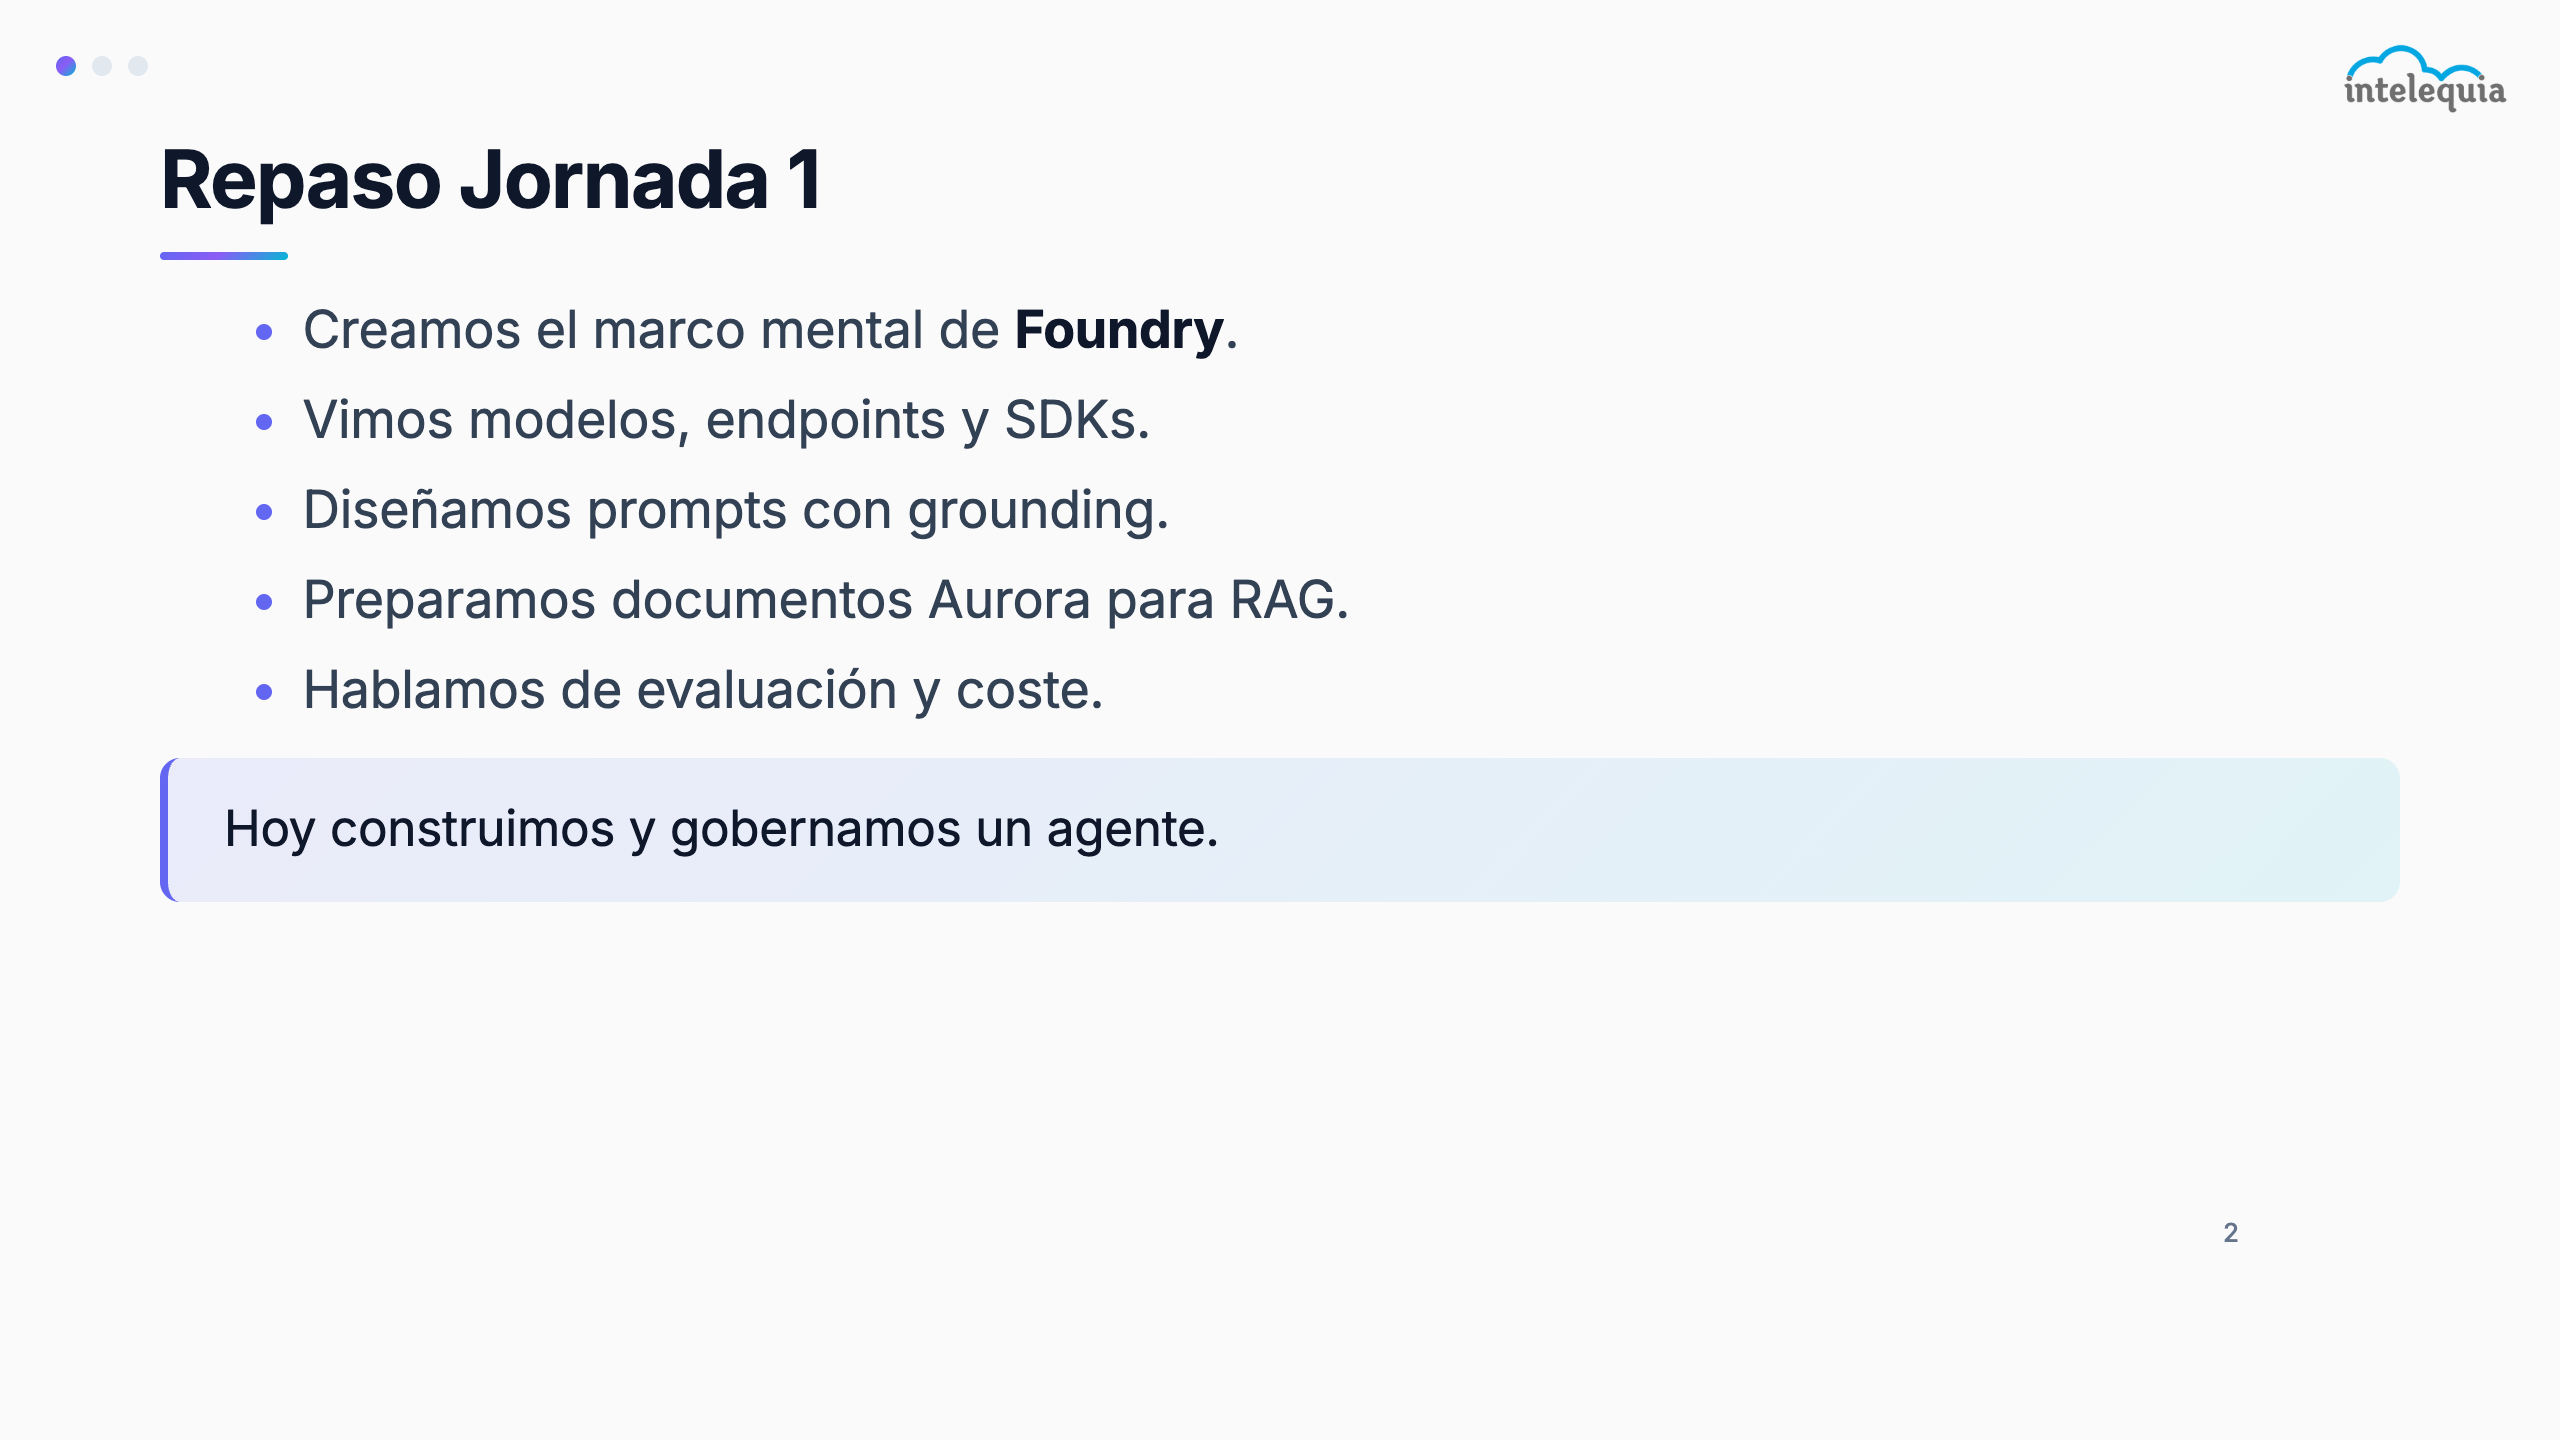 intelequia
Repaso Jornada 1
Creamos el marco mental de Foundry.
Vimos modelos, endpoints y SDKs.
Diseñamos prompts con grounding.
Preparamos documentos Aurora para RAG.
Hablamos de evaluación y coste.
Hoy construimos y gobernamos un agente.
2